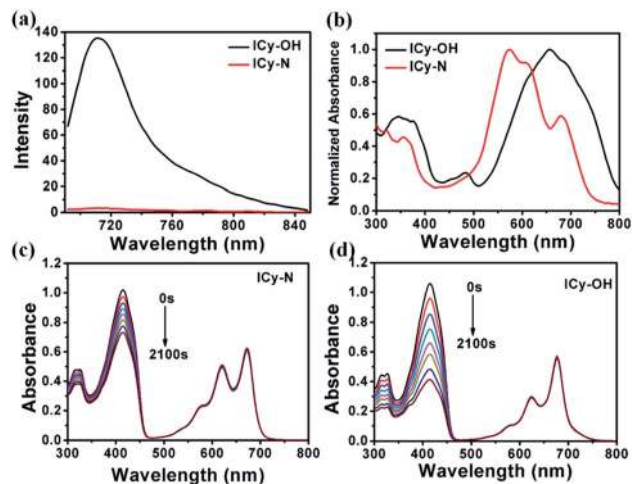 (a)
140
120
100
80
60
40
20
0
Intensity
ICy-OH
ICy-N
720 760 800 840
Wavelength (nm)
(b)
1.0
0.8
0.6
0.4
0.2
0.0
Normalized Absorbance
ICy-OH
ICy-N
300 400 500 600 700 800
Wavelength (nm)
(c)
1.2
1.0
0.8
0.6
0.4
0.2
0.0
Absorbance
ICy-N
0s
2100s
300 400 500 600 700 800
Wavelength (nm)
(d)
1.2
1.0
0.8
0.6
0.4
0.2
0.0
Absorbance
ICy-OH
0s
2100s
300 400 500 600 700 800
Wavelength (nm)